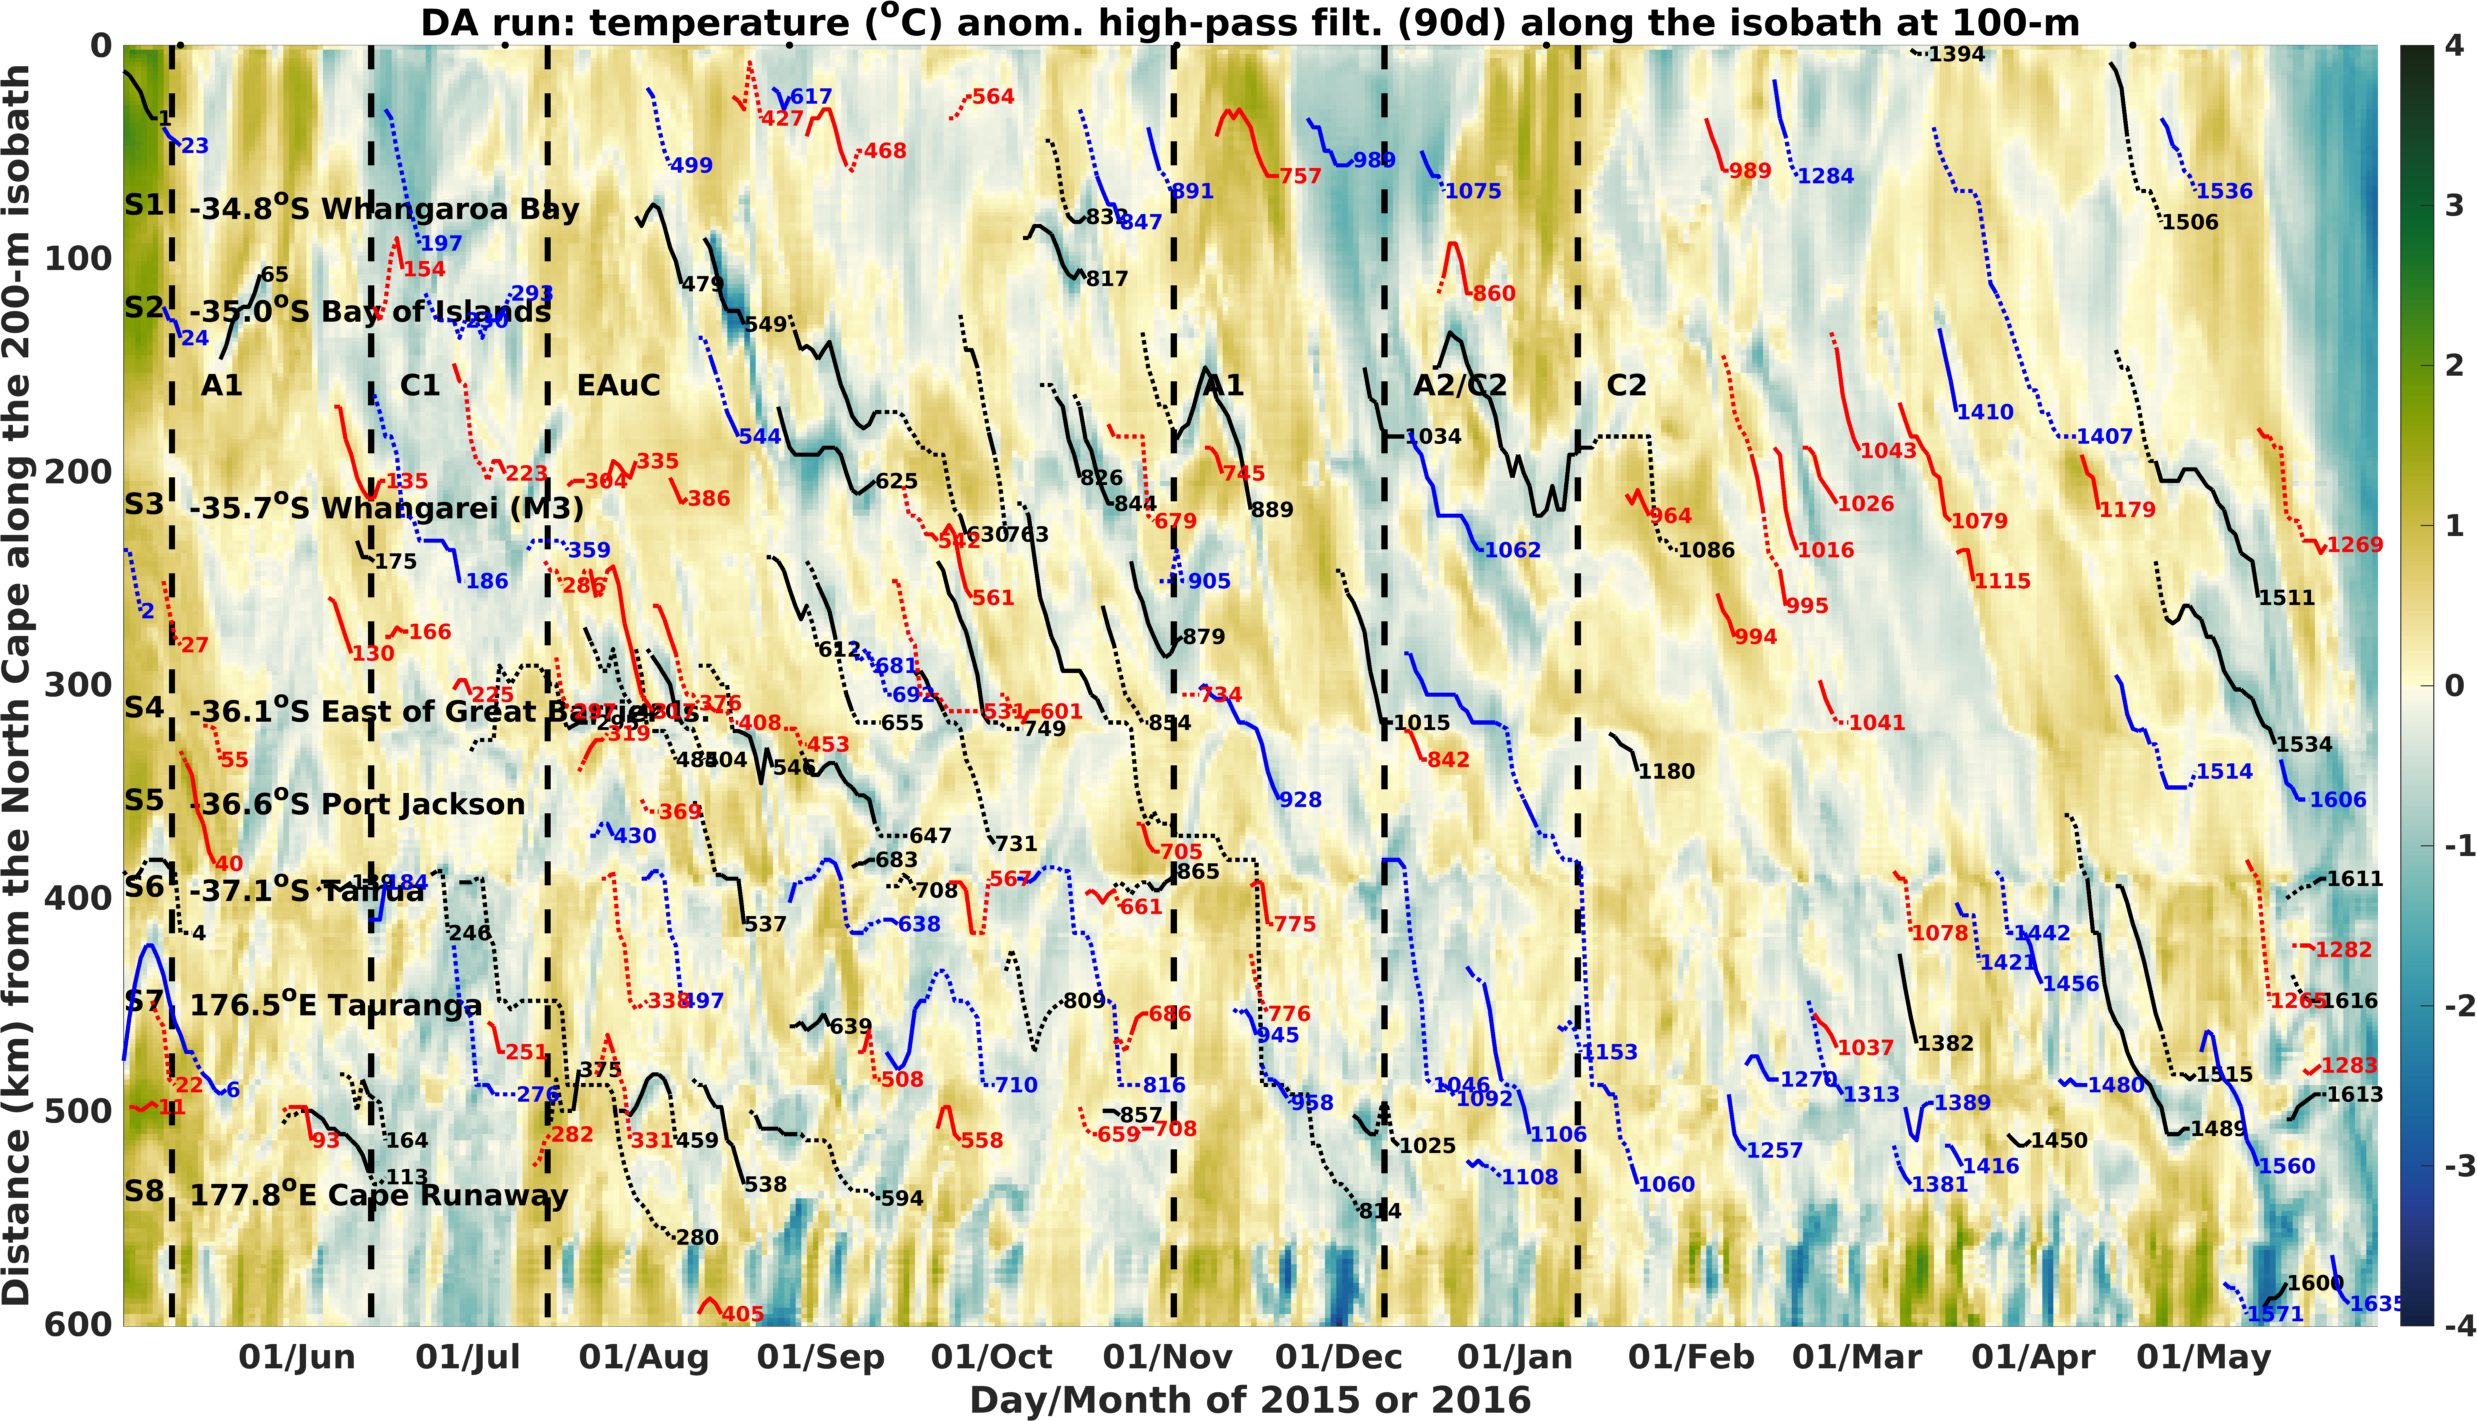 DA run: temperature (°C) anom. high-pass filt. (90d) along the isobath at 100-m
Distance (km) from the North Cape along the 200-m isobath
0
100
200
300
400
500
600
S1 -34.8°S Whangaroa Bay
S2 -35.0°S Bay of Islands
S3 -35.7°S Whangarei (M3)
S4 -36.1°S East of Great Barrier Is.
S5 -36.6°S Port Jackson
S6 -37.1°S Tairua
S7 176.5°E Tauranga
S8 177.8°E Cape Runaway
A1 C1 EAuC A1 A2/C2 C2
1394
1 23 499 427 617 468 564 891 757 989 1075 989 1284 1536
197 154 832 847 1506
65 293 230 479 817 860
24 549
544 1034 1410 1407
135 223 304 335 386 625 826 844 745 889 1043 1026
679 964 1079 1179
175 359 542 630 763 1062 1086 1016 1269
2 186 286 561 905 995 1115 1511
27 130 166 612 879 994
225 681 692
297 295 317 376 408 655 531 601 749 734 854 1015 1041
55 319 484 504 453 546 842 1180 1534
1514
369 928 1606
40 430 647 731 705
139 184 683 708 567 865 1611
4 246 537 638 661 775 1078 1442 1282
1421 1456
338 497 809 686 776 1265 1616
251 639 945 1153 1037 1382
22 6 276 375 508 710 816 1046 1092 1270 1313 1480 1515 1283
11 958 1389 1613
93 164 282 331 459 558 857 659 708 1025 1106 1257 1450 1489
113 538 594 1108 1060 1416 1381 1560
814
280
405 1600 1571 1635
01/Jun 01/Jul 01/Aug 01/Sep 01/Oct 01/Nov 01/Dec 01/Jan 01/Feb 01/Mar 01/Apr 01/May
Day/Month of 2015 or 2016
4
3
2
1
0
-1
-2
-3
-4